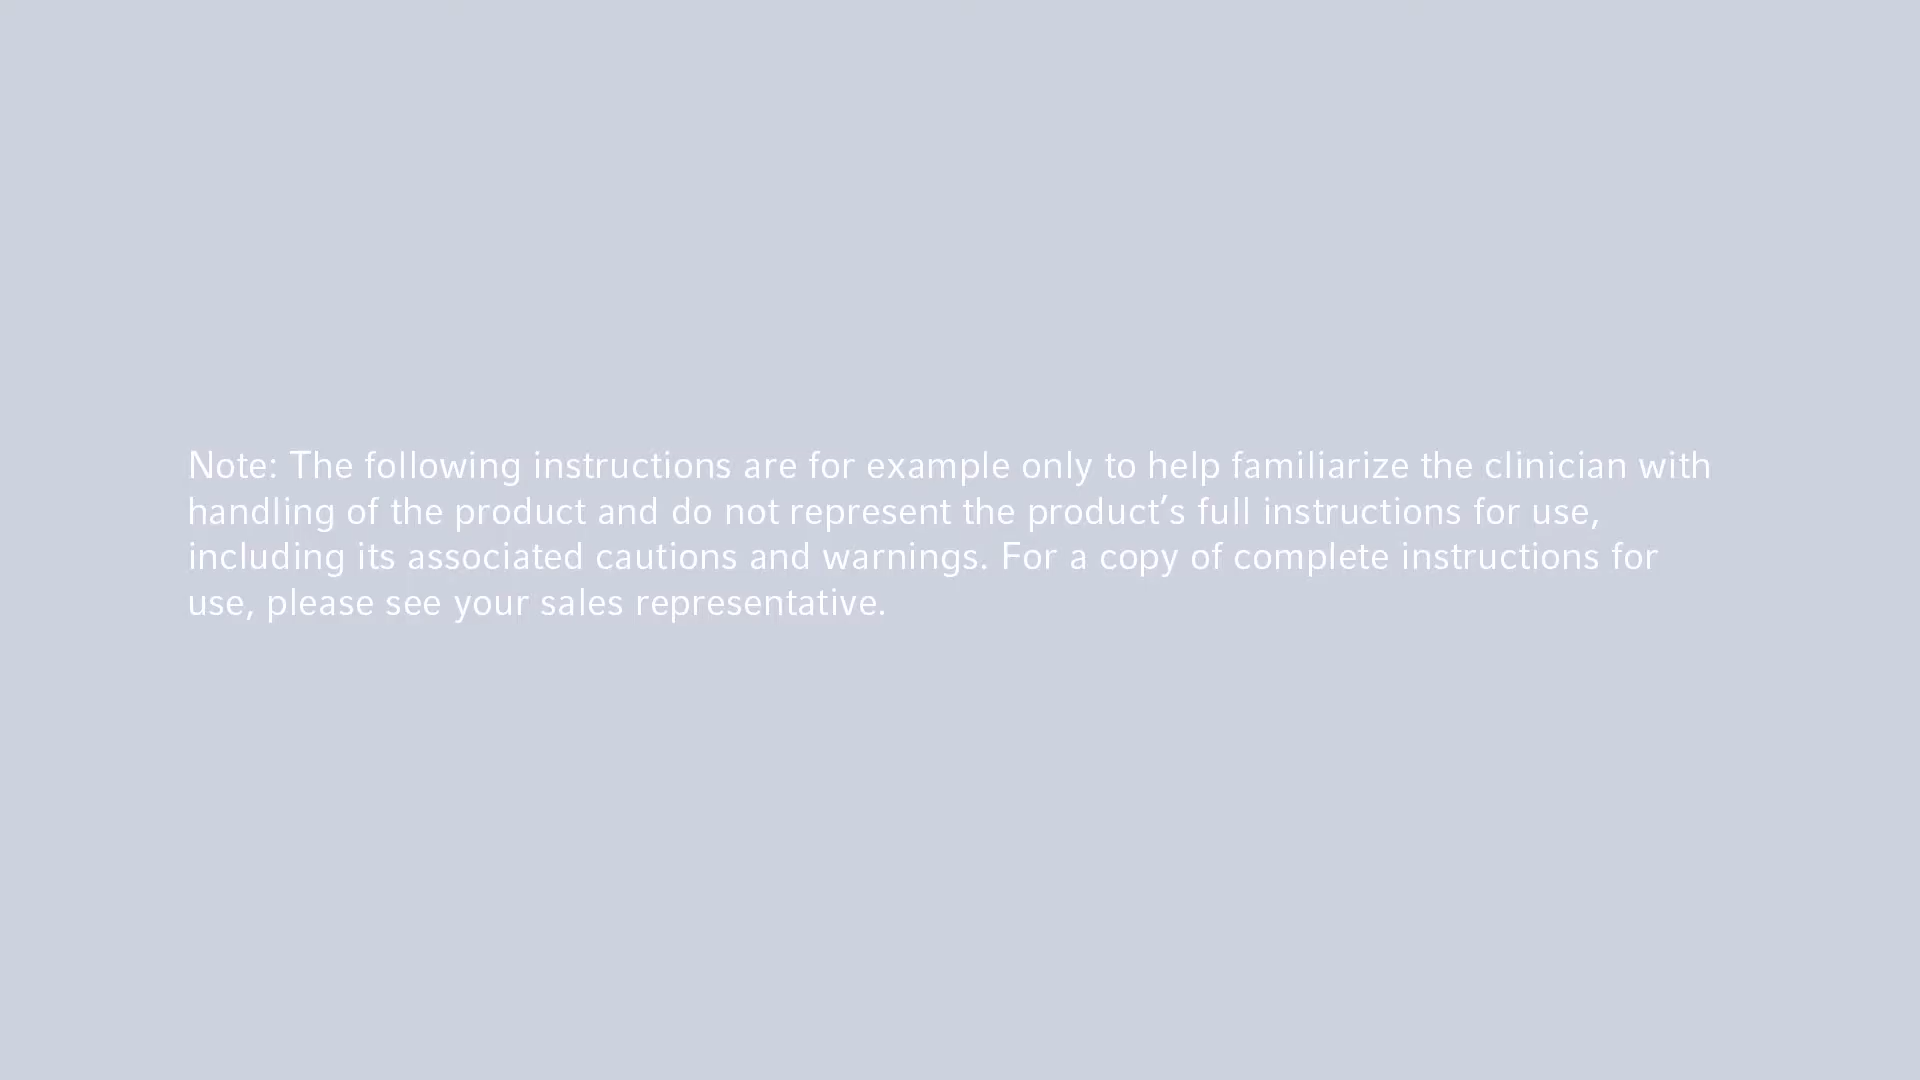 Note: The following instructions are for example only to help familiarize the clinician with
handling of the product and do not represent the product’s full instructions for use,
including its associated cautions and warnings. For a copy of complete instructions for
use, please see your sales representative.